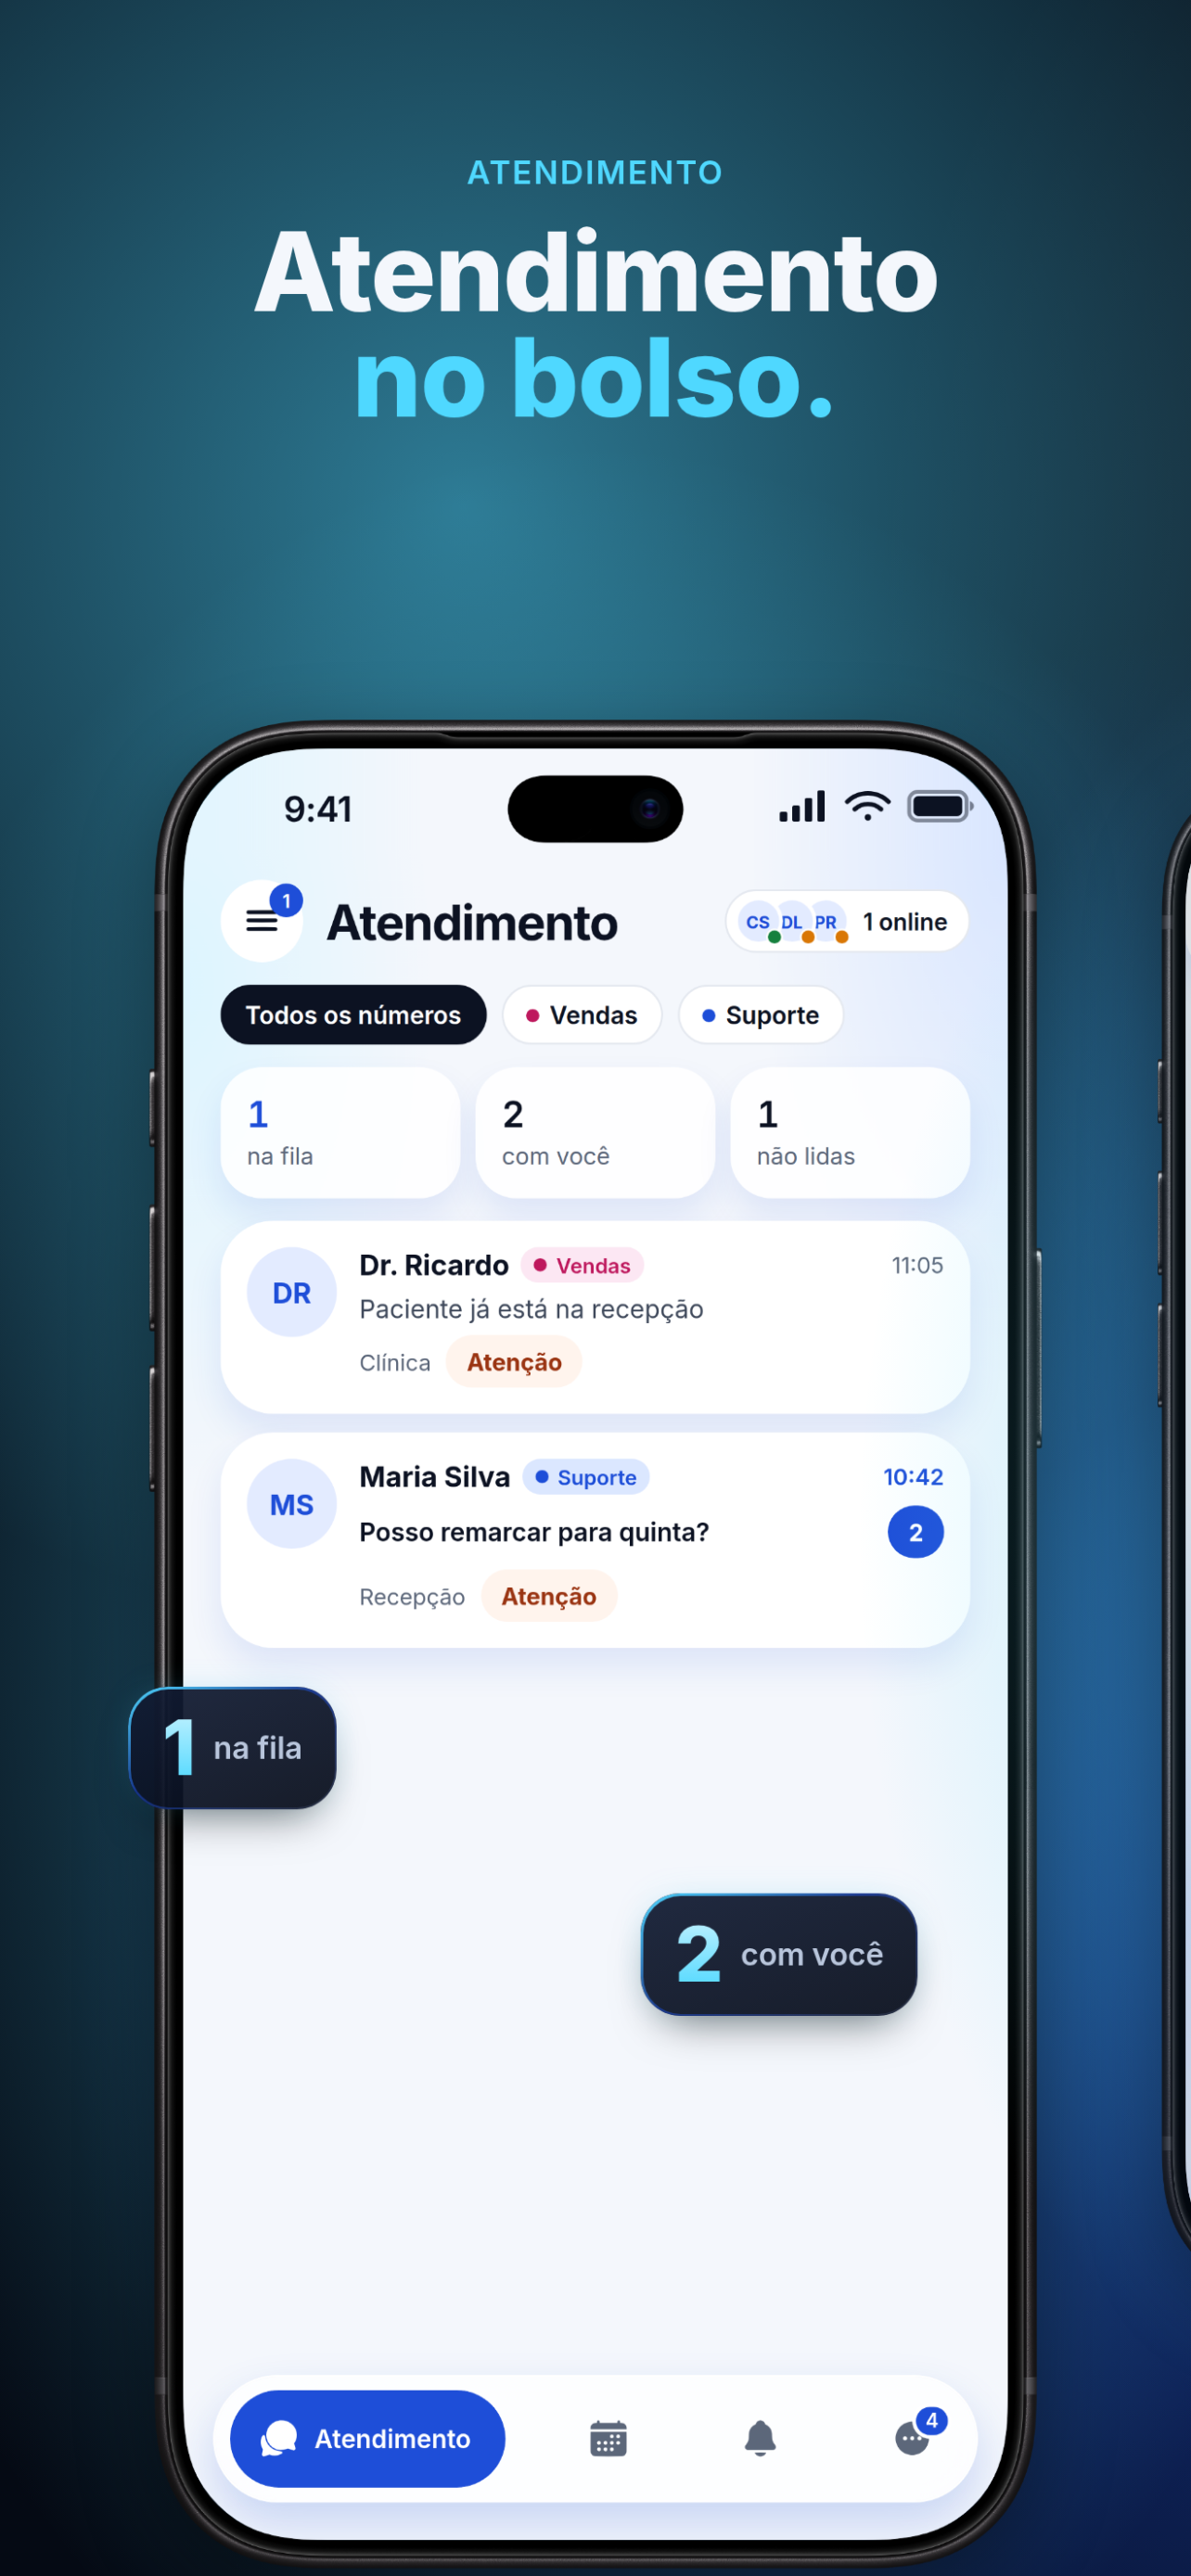 ATENDIMENTO
Atendimento
no bolso.
9:41
1
Atendimento
CS DL PR 1 online
Todos os números
Vendas
Suporte
1
na fila
2
com você
1
não lidas
DR
Dr. Ricardo
Vendas
11:05
Paciente já está na recepção
Clínica
Atenção
MS
Maria Silva
Suporte
10:42
Posso remarcar para quinta?
2
Recepção
Atenção
1 na fila
2 com você
Atendimento
4